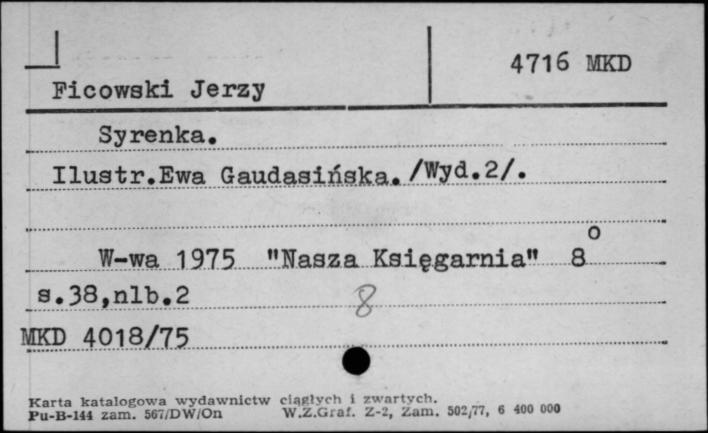 4716 MKD
Ficowski Jerzy
Syrenka.
Ilustr.Ewa Gaudasińska./Wyd.2/.
W-wa 1975 "Nasza Księgarnia" 8o
s.38,nlb.2 8
MKD 4018/75
Karta katalogowa wydawnictw ciągłych i zwartych.
Pu-B-144 zam. 567/DW/On W.Z.Graf. Z-2, Zam. 502/77, 6 400 000